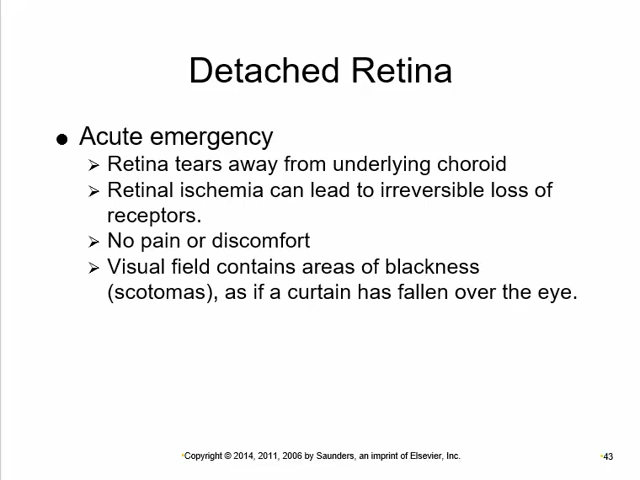 Detached Retina
● Acute emergency
➢ Retina tears away from underlying choroid
➢ Retinal ischemia can lead to irreversible loss of
receptors.
➢ No pain or discomfort
➢ Visual field contains areas of blackness
(scotomas), as if a curtain has fallen over the eye.
•Copyright © 2014, 2011, 2006 by Saunders, an imprint of Elsevier, Inc.
•43